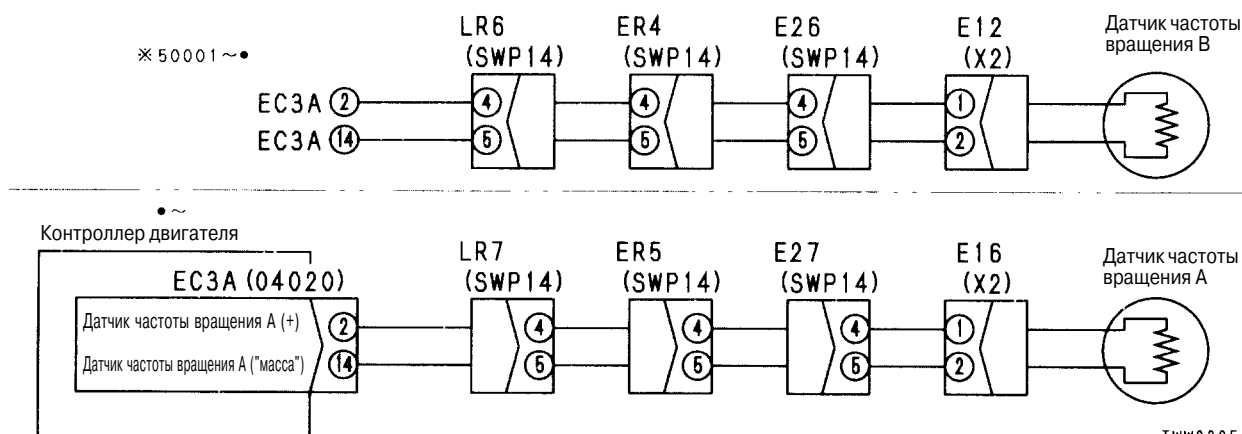 LR6 ER4 E26 E12 Датчик частоты
※50001~● (SWP14) (SWP14) (SWP14) (X2) вращения B
EC3A ② ④ ④ ④ ①
EC3A ⑭ ⑤ ⑤ ⑤ ②
●~
Контроллер двигателя
LR7 ER5 E27 E16 Датчик частоты
EC3A (04020) (SWP14) (SWP14) (SWP14) (X2) вращения A
Датчик частоты вращения A (+) ② ④ ④ ④ ①
Датчик частоты вращения A ("масса") ⑭ ⑤ ⑤ ⑤ ②